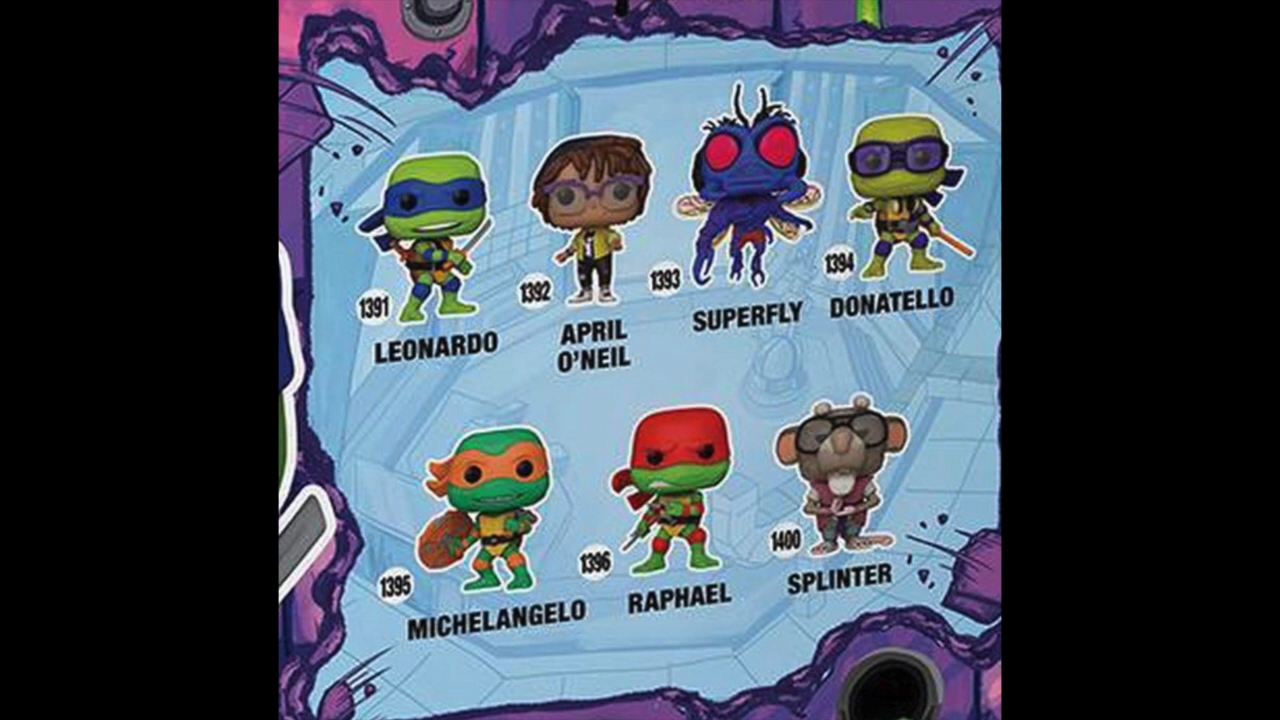 1391
LEONARDO
1392
APRIL
O'NEIL
1393
SUPERFLY
1394
DONATELLO
1395
MICHELANGELO
1396
RAPHAEL
1400
SPLINTER